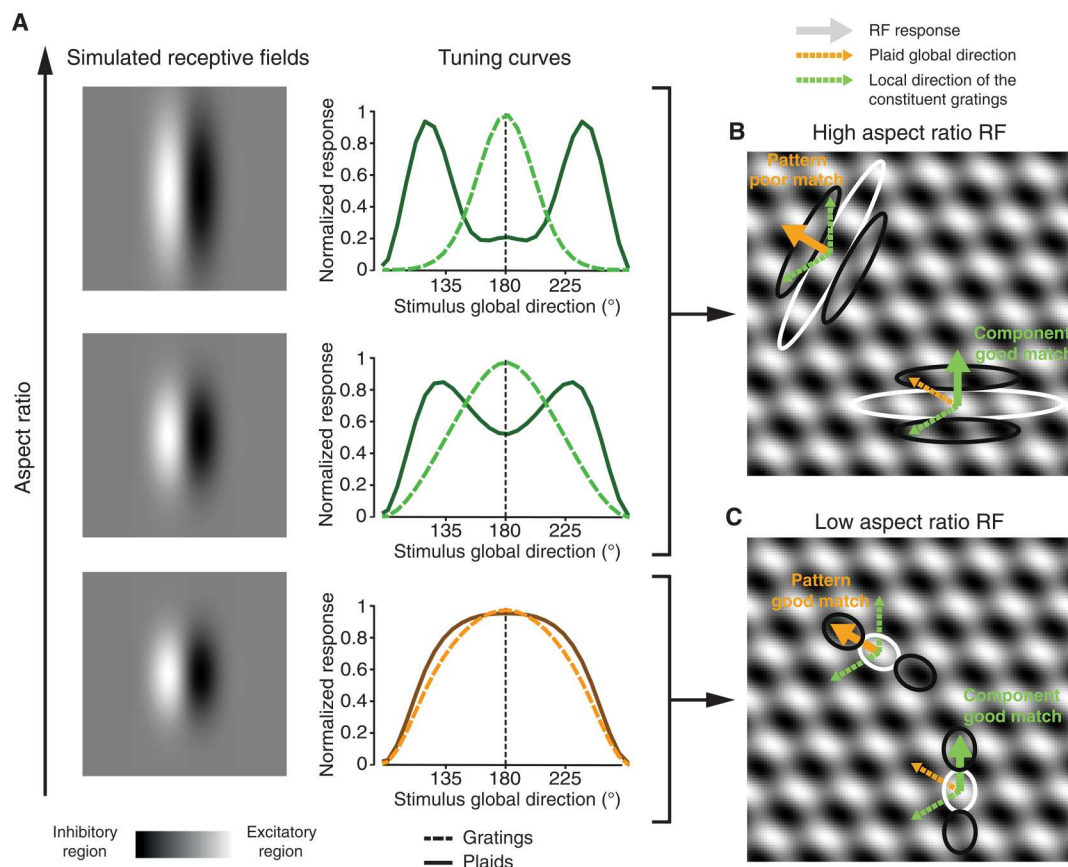 A
Simulated receptive fields
Tuning curves
RF response
Plaid global direction
Local direction of the
constituent gratings
Aspect ratio
Normalized response
1
0.8
0.6
0.4
0.2
0
135
180
225
Stimulus global direction (°)
Normalized response
1
0.8
0.6
0.4
0.2
0
135
180
225
Stimulus global direction (°)
Normalized response
1
0.8
0.6
0.4
0.2
0
135
180
225
Stimulus global direction (°)
Inhibitory
region
Excitatory
region
Gratings
Plaids
B
High aspect ratio RF
Pattern
poor match
Component
good match
C
Low aspect ratio RF
Pattern
good match
Component
good match